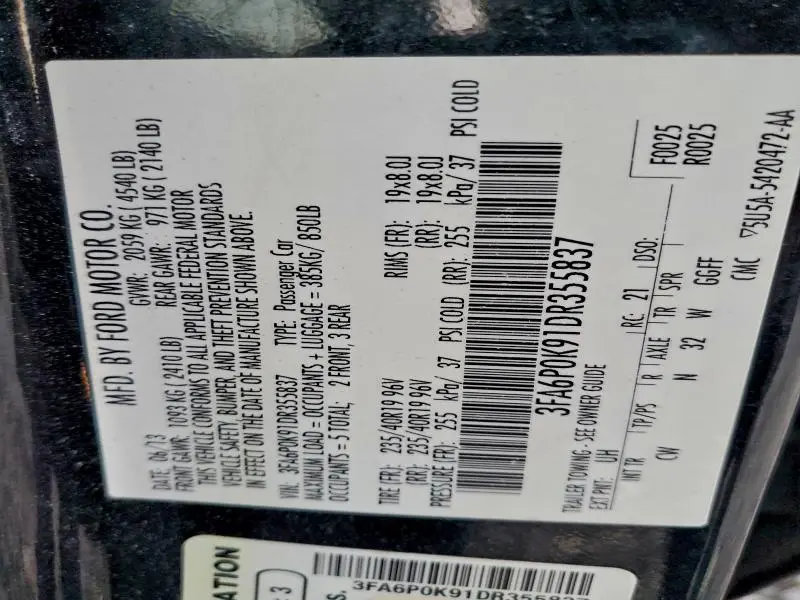 MFD. BY FORD MOTOR CO.
DATE: 06/13 GVWR: 2059 KG ( 4540 LB)
FRONT GAWR: 1093 KG (2410 LB) REAR GAWR: 971 KG ( 2140 LB)
THIS VEHICLE CONFORMS TO ALL APPLICABLE FEDERAL MOTOR
VEHICLE SAFETY, BUMPER, AND THEFT PREVENTION STANDARDS
IN EFFECT ON THE DATE OF MANUFACTURE SHOWN ABOVE.
VIN: 3FA6P0K91DR355837 TYPE: Passenger Car
MAXIMUM LOAD = OCCUPANTS + LUGGAGE = 385KG/ 850LB
OCCUPANTS = 5 TOTAL; 2 FRONT, 3 REAR
TIRE (FR): 235/40R19 96V RIMS (FR): 19x8.0J
(RR): 235/40R19 96V (RR): 19x8.0J
PRESSURE (FR): 255 kPa/ 37 PSI COLD (RR): 255 kPa/ 37 PSI COLD
3FA6P0K91DR355837
TRAILER TOWING - SEE OWNER GUIDE
EXT PNT: UH RC: 21 DSO: F0025
R0025
INT TR TP/PS R AXLE TR SPR
CW N 32 W GGFF
CMC ▽5U5A-5420472-AA
ATION
3
S.
3FA6P0K91DR355837